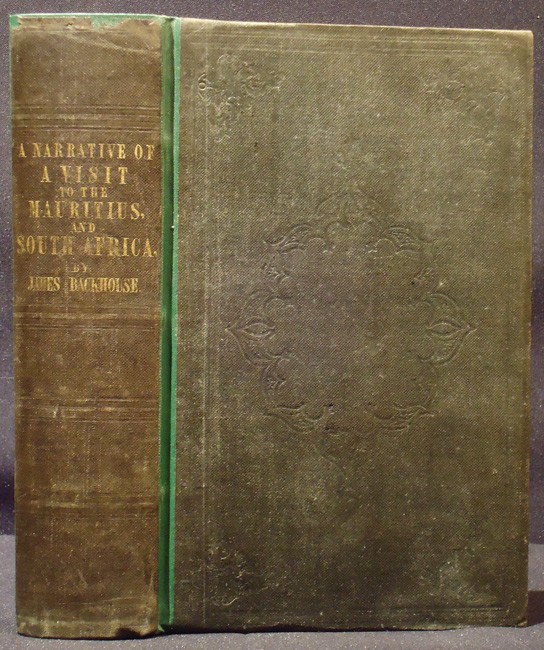 A NARRATIVE OF
A VISIT
TO THE
MAURITIUS,
AND
SOUTH AFRICA.
BY
JAMES BACKHOUSE